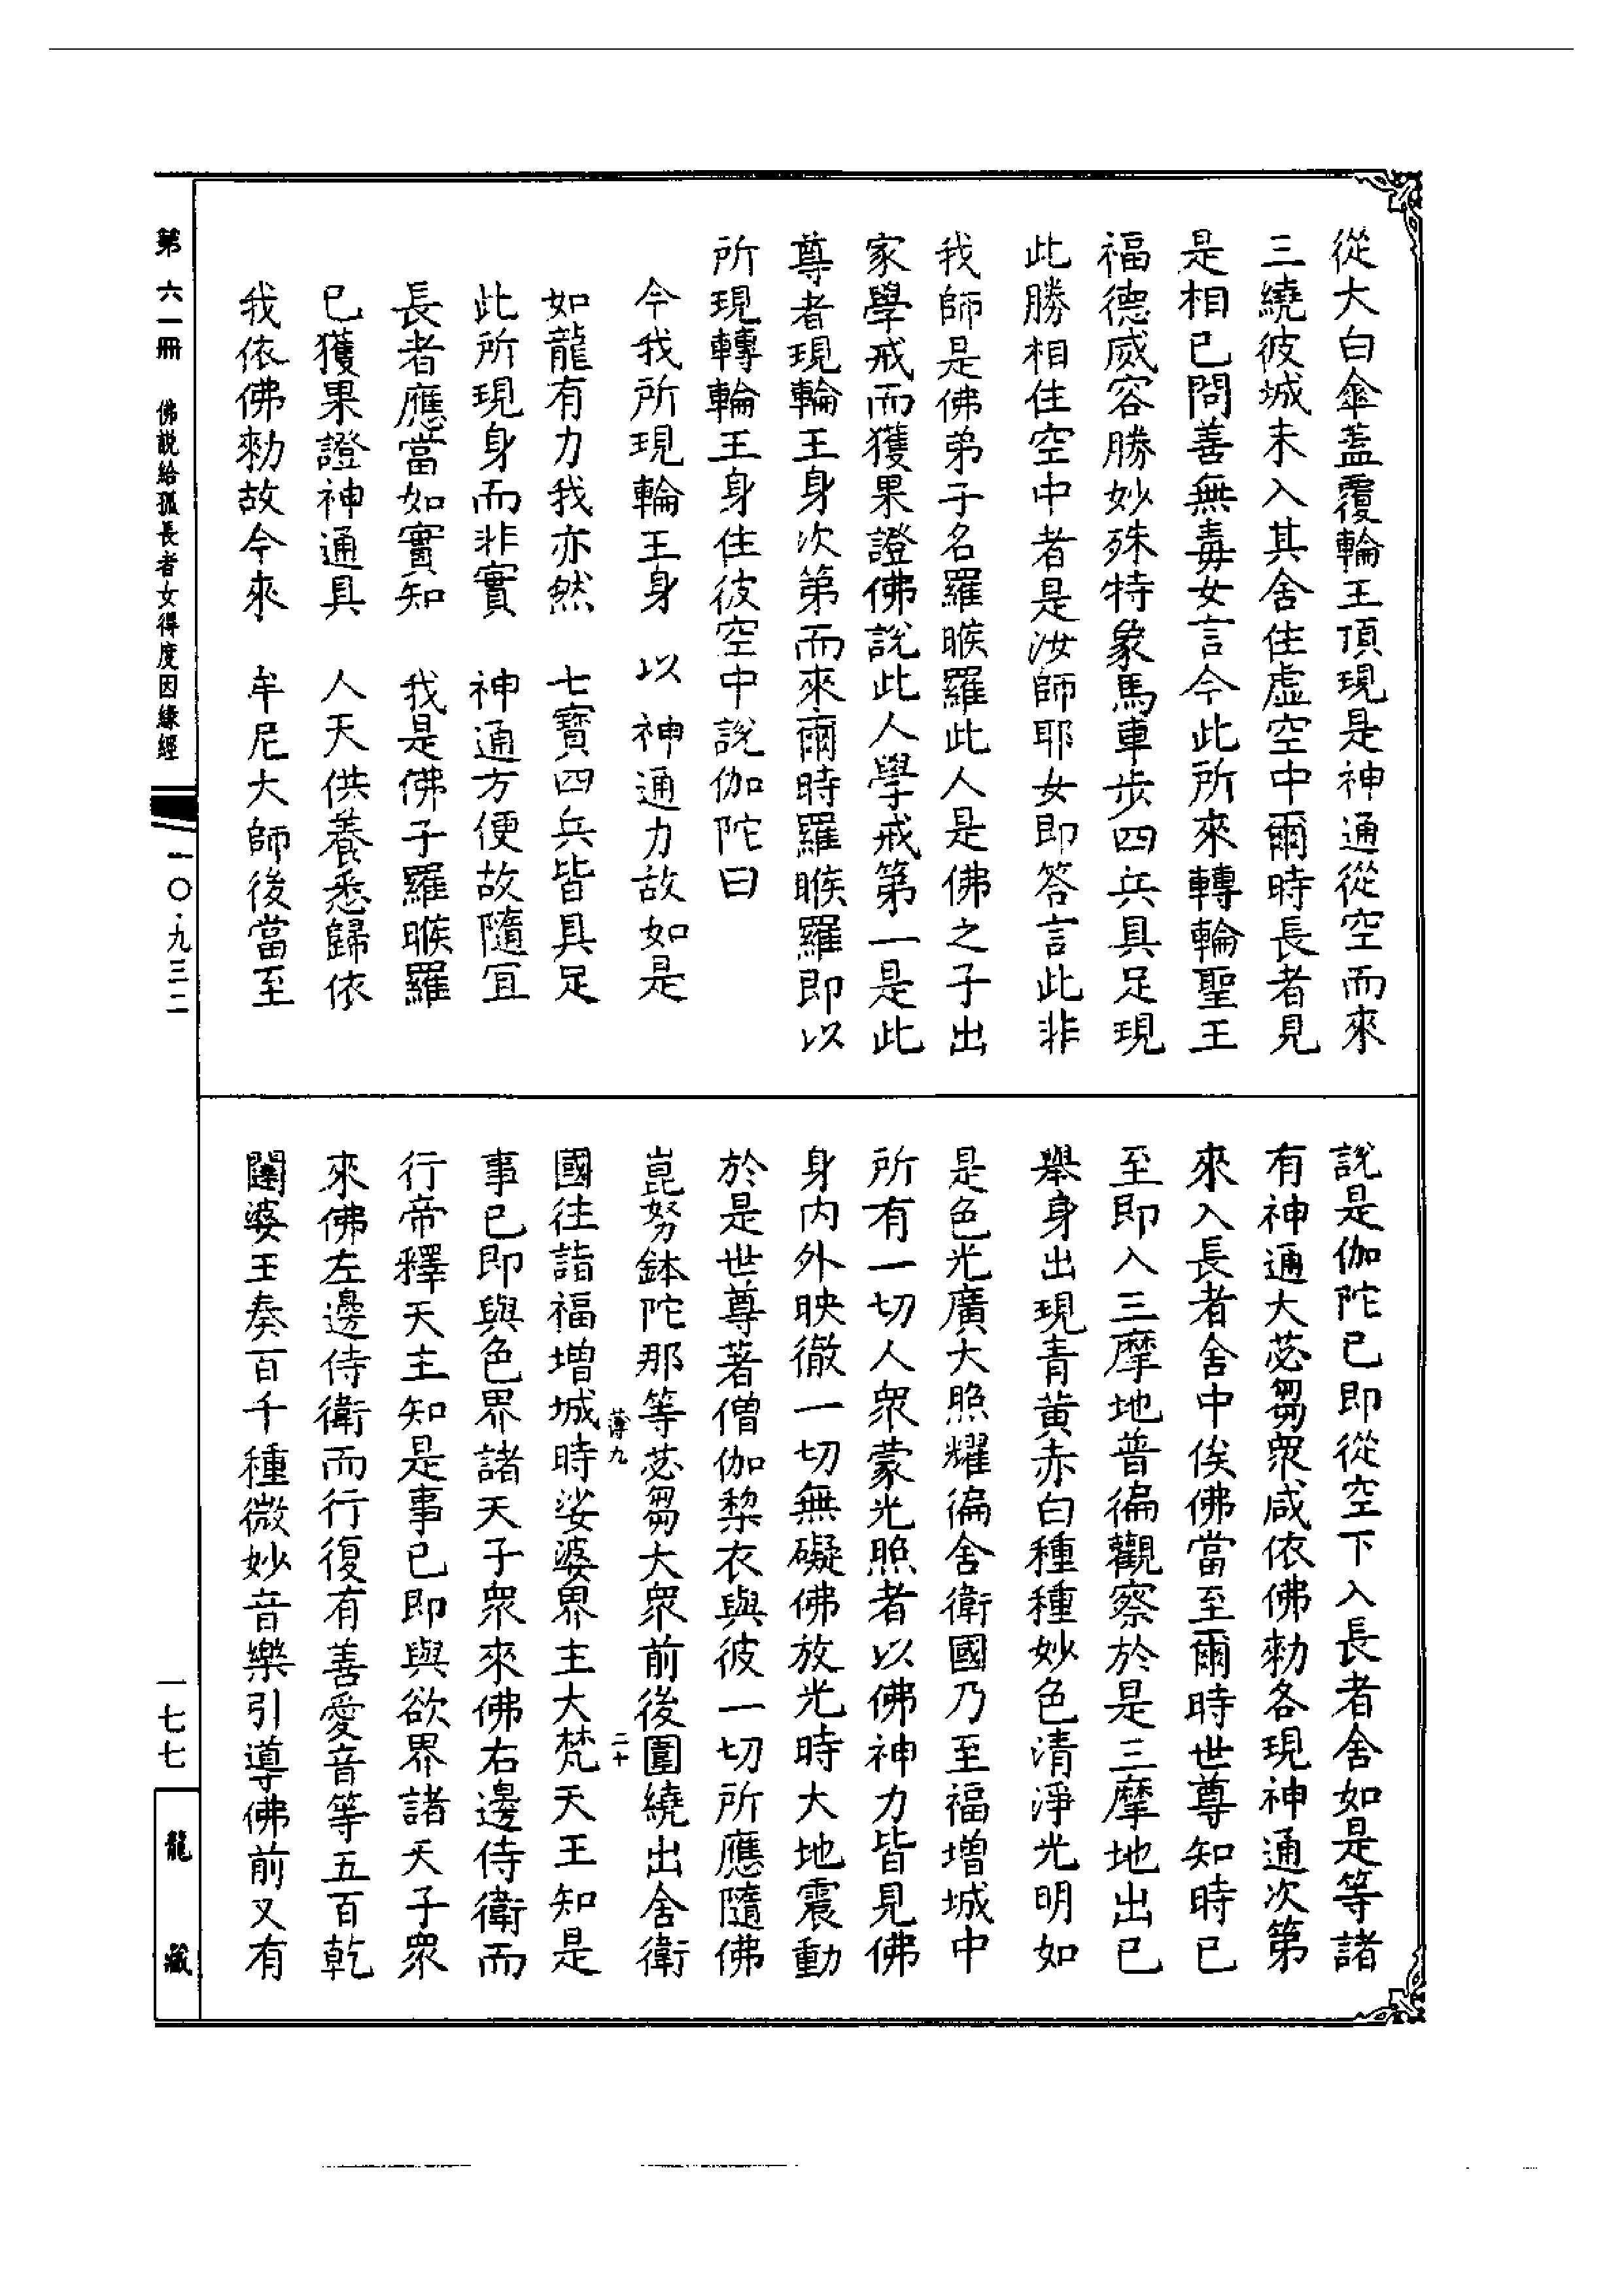 從大白傘蓋覆輪王頂現是神通從空而來
三繞彼城未入其舍住虛空中爾時長者見
是相已問善無毒女言今此所來轉輪聖王
福德威容勝妙殊特象馬車步四兵具足現
此勝相住空中者是汝師耶女即答言此非
我師是佛弟子名羅睺羅此人是佛之子出
家學戒而獲果證佛說此人學戒第一是此
尊者現輪王身次第而來爾時羅睺羅即以
所現轉輪王身住彼空中說伽陀曰
今我所現輪王身 以神通力故如是
如龍有力我亦然 七寶四兵皆具足
此所現身而非實 神通方便故隨宜
長者應當如實知 我是佛子羅睺羅
已獲果證神通具 人天供養悉歸依
我依佛勑故今來 牟尼大師後當至
說是伽陀已即從空下入長者舍如是等諸
有神通大苾芻眾咸依佛勑各現神通次第
來入長者舍中俟佛當至爾時世尊知時已
至即入三摩地普徧觀察於是三摩地出已
舉身出現青黃赤白種種妙色清淨光明如
是色光廣大照耀徧舍衛國乃至福增城中
所有一切人眾蒙光照者以佛神力皆見佛
身內外映徹一切無礙佛放光時大地震動
於是世尊著僧伽棃衣與彼一切所應隨佛
崑努鉢陀那等苾芻大眾前後圍繞出舍衛
薄九 二十
國往詣福增城時娑婆界主大梵天王知是
事已即與色界諸天子眾來佛右邊侍衛而
行帝釋天主知是事已即與欲界諸天子眾
來佛左邊侍衛而行復有善愛音等五百乾
闥婆王奏百千種微妙音樂引導佛前又有
第六一冊 佛說給孤長者女得度因緣經
一〇·九三二
一七七
龍藏